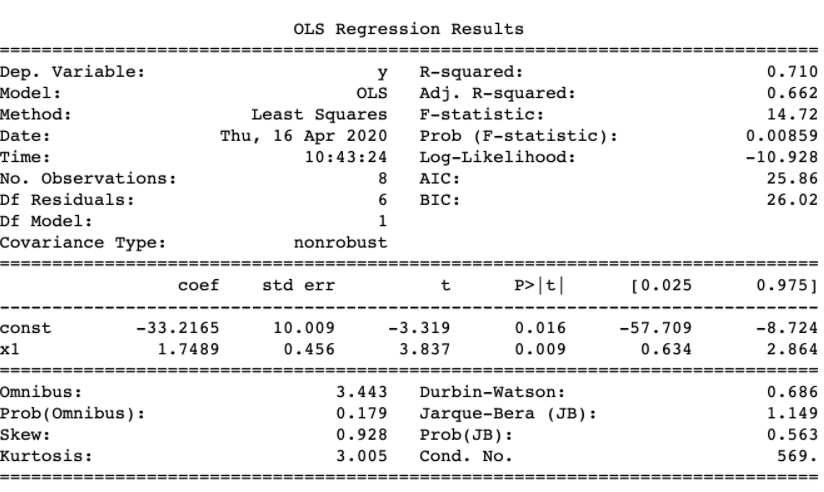 OLS Regression Results
==============================================================================
Dep. Variable:                      y   R-squared:                       0.710
Model:                            OLS   Adj. R-squared:                  0.662
Method:                 Least Squares   F-statistic:                     14.72
Date:                Thu, 16 Apr 2020   Prob (F-statistic):            0.00859
Time:                        10:43:24   Log-Likelihood:                -10.928
No. Observations:                   8   AIC:                             25.86
Df Residuals:                       6   BIC:                             26.02
Df Model:                           1
Covariance Type:            nonrobust
==============================================================================
                 coef    std err          t      P>|t|      [0.025      0.975]
------------------------------------------------------------------------------
const        -33.2165     10.009     -3.319      0.016     -57.709      -8.724
x1             1.7489      0.456      3.837      0.009       0.634       2.864
==============================================================================
Omnibus:                        3.443   Durbin-Watson:                   0.686
Prob(Omnibus):                  0.179   Jarque-Bera (JB):                1.149
Skew:                           0.928   Prob(JB):                        0.563
Kurtosis:                       3.005   Cond. No.                         569.
==============================================================================